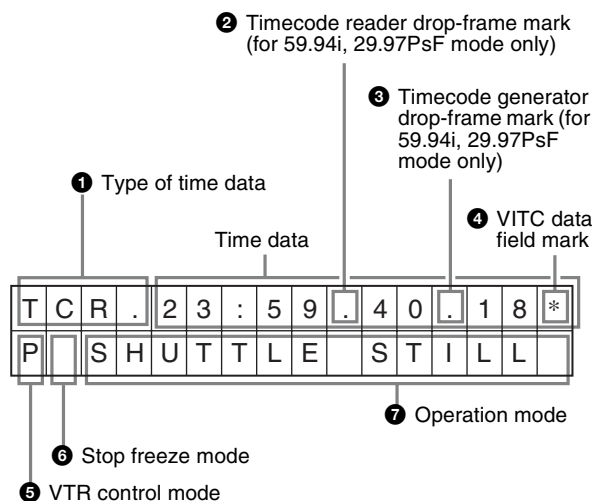 ❷ Timecode reader drop-frame mark
(for 59.94i, 29.97PsF mode only)
❸ Timecode generator
drop-frame mark (for
59.94i, 29.97PsF
mode only)
❶ Type of time data
❹ VITC data
field mark
Time data
T C R . 2 3 : 5 9 . 4 0 . 1 8 *
P S H U T T L E S T I L L
❼ Operation mode
❻ Stop freeze mode
❺ VTR control mode